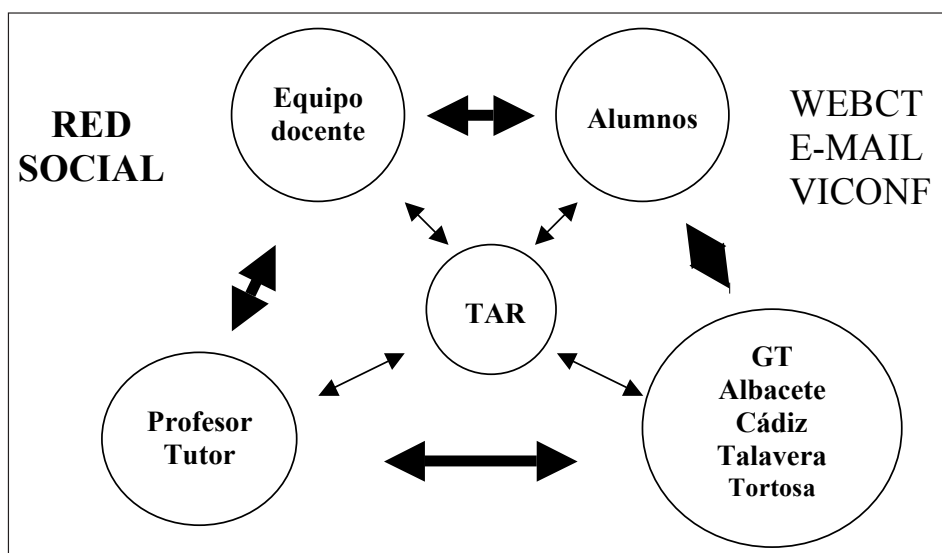 RED
SOCIAL
Equipo
docente
Alumnos
WEBCT
E-MAIL
VICONF
TAR
Profesor
Tutor
GT
Albacete
Cádiz
Talavera
Tortosa